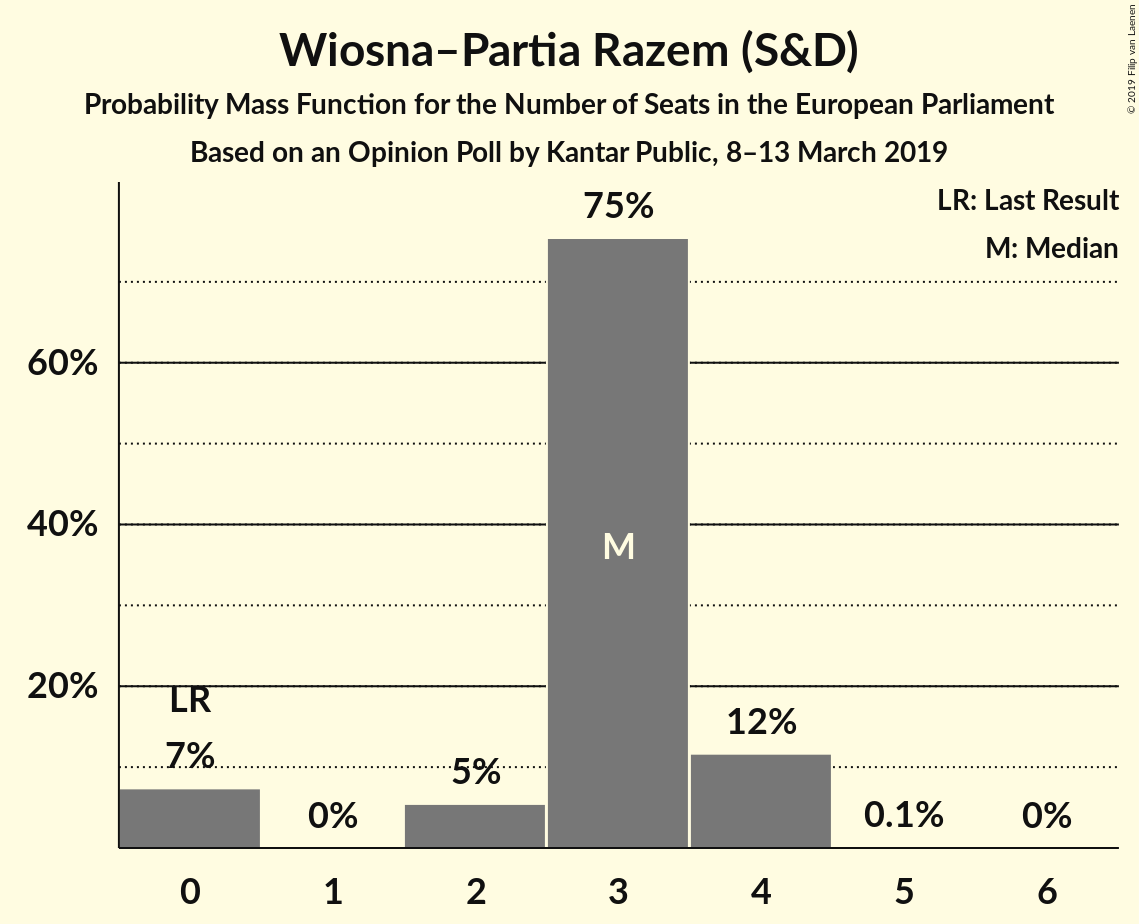 Wiosna–Partia Razem (S&D)
Probability Mass Function for the Number of Seats in the European Parliament
Based on an Opinion Poll by Kantar Public, 8–13 March 2019
© 2019 Filip van Laenen
LR: Last Result
M: Median
75%
60%
40%
M
20%
LR
12%
7%
5%
0%
0.1%
0%
0 1 2 3 4 5 6